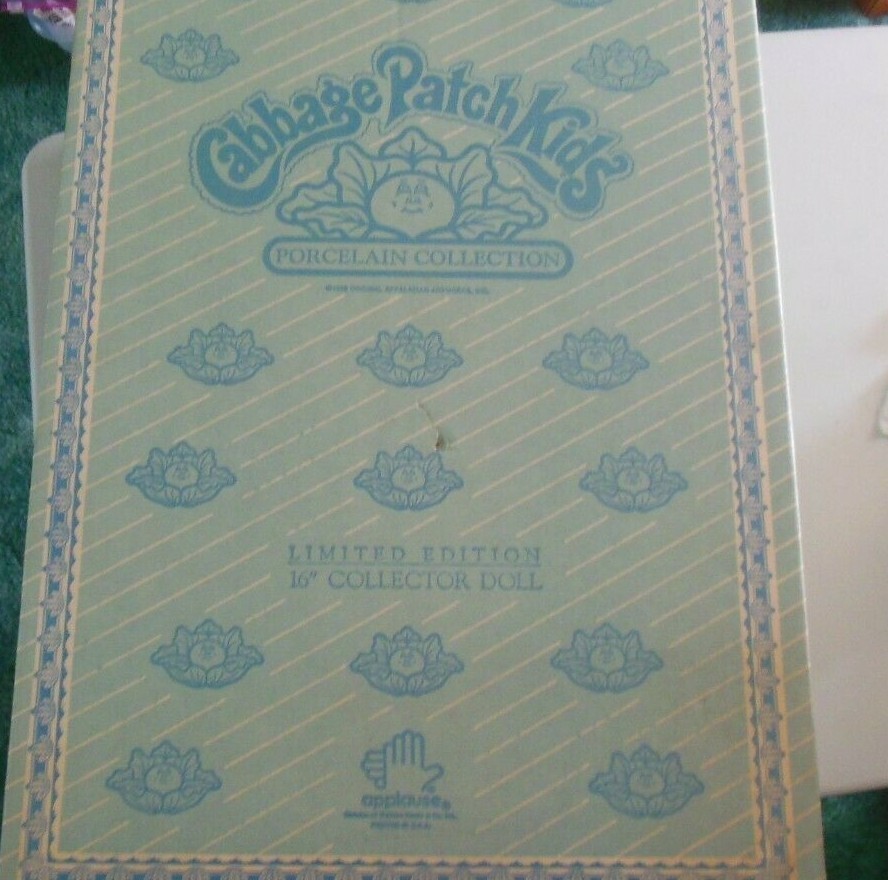 Cabbage Patch Kids
PORCELAIN COLLECTION
LIMITED EDITION
16" COLLECTOR DOLL
applause®